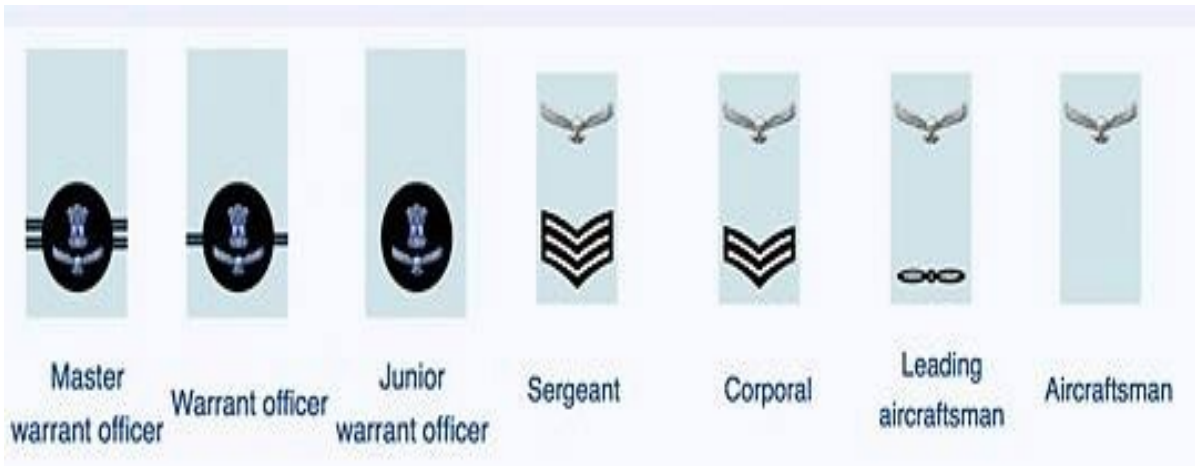 Master
warrant officer
Warrant officer
Junior
warrant officer
Sergeant
Corporal
Leading
aircraftsman
Aircraftsman